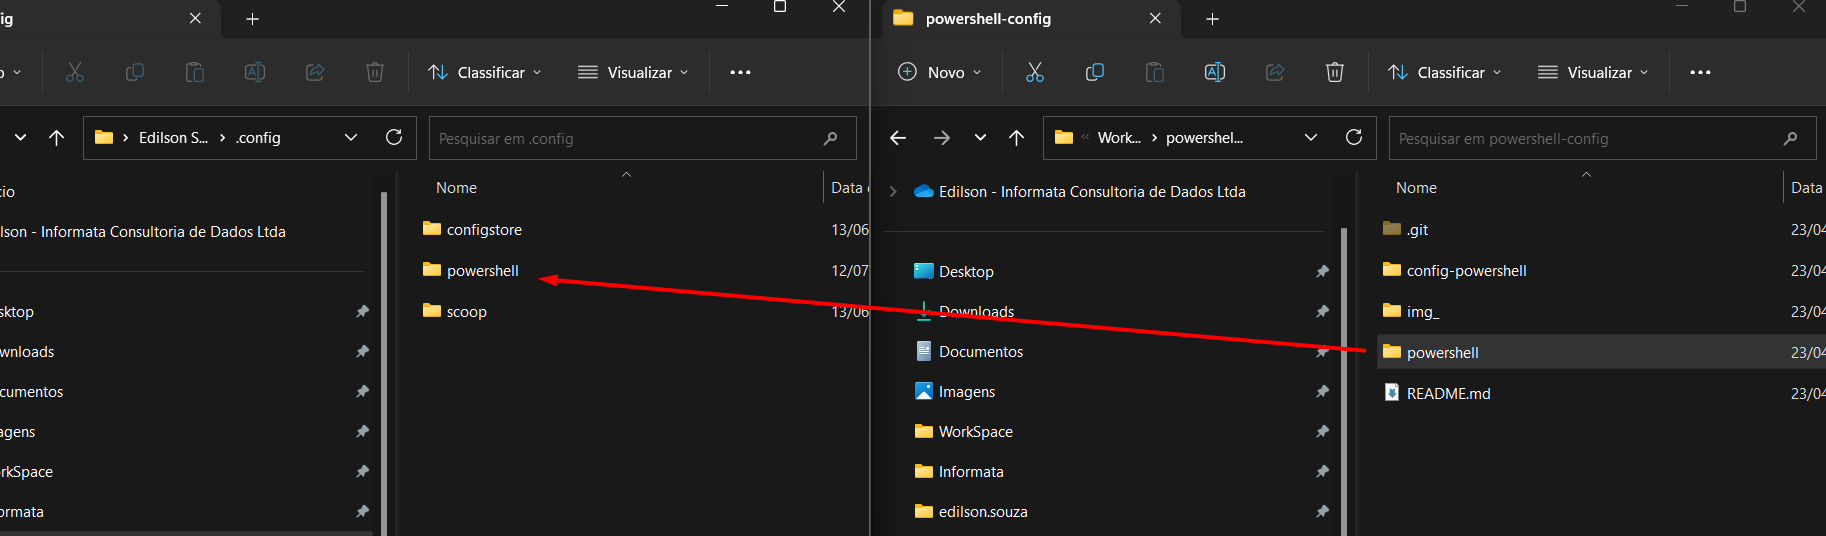 ig
Classificar
Visualizar
Edilson S...
.config
Pesquisar em .config
cio
lson - Informata Consultoria de Dados Ltda
sktop
wnloads
cumentos
agens
rkSpace
ormata
Nome
Data
configstore
13/06
powershell
12/07
scoop
13/06
powershell-config
Novo
Classificar
Visualizar
Work...
powershel...
Pesquisar em powershell-config
Edilson - Informata Consultoria de Dados Ltda
Desktop
Downloads
Documentos
Imagens
WorkSpace
Informata
edilson.souza
Nome
Data
.git
23/04
config-powershell
23/04
img_
23/04
powershell
23/04
README.md
23/04